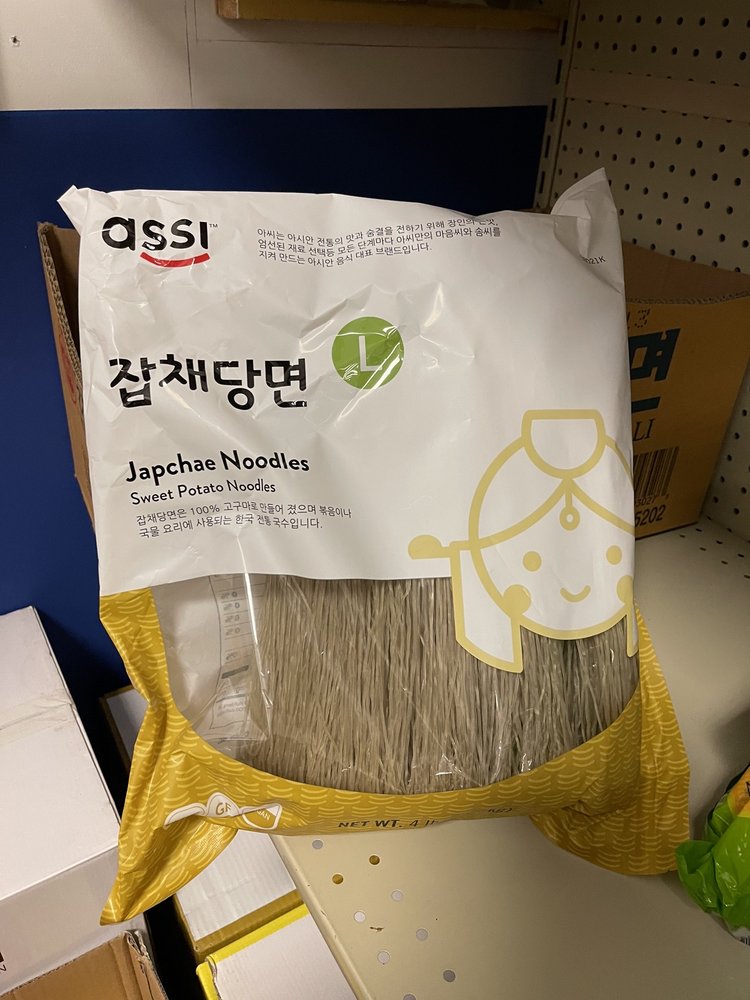 assi™
아씨는 아시안 전통의 맛과 숨결을 전하기 위해 장인의
엄선된 재료 선택등 모든 단계마다 아씨만의 마음씨와 솜씨를
지켜 만드는 아시안 음식 대표 브랜드입니다.
잡채당면
L
Japchae Noodles
Sweet Potato Noodles
잡채당면은 100% 고구마로 만들어 졌으며 볶음이나
국물 요리에 사용되는 한국 전통국수입니다.
NET WT. 4
면
LI
5202